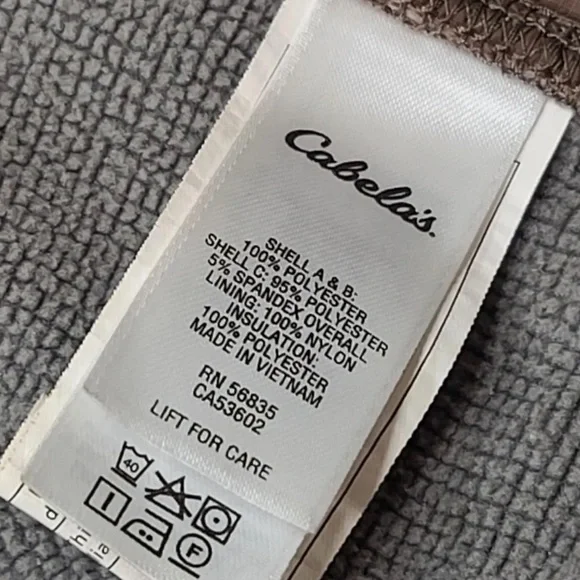 Cabela's.
SHELL A & B:
100% POLYESTER
SHELL C: 95% POLYESTER
5% SPANDEX OVERALL
LINING: 100% NYLON
INSULATION:
100% POLYESTER
MADE IN VIETNAM
RN 56835
CA53602
LIFT FOR CARE
40
F